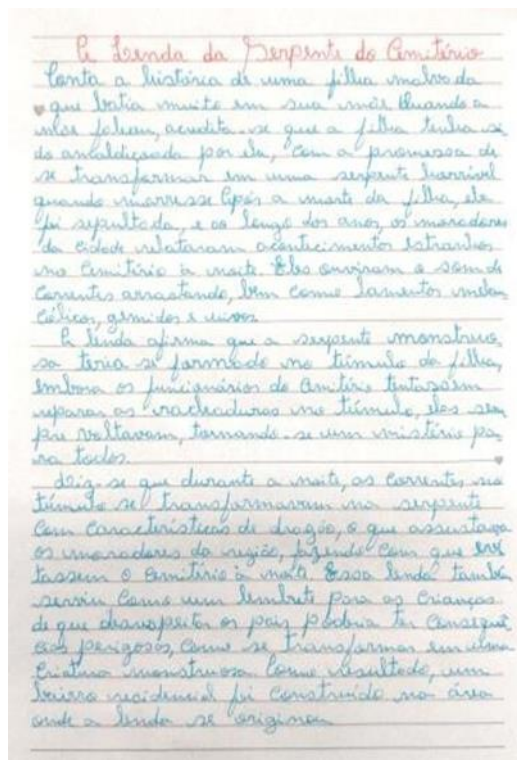 A Lenda da Serpente do Cemitério
Conta a história de uma filha malvada
que batia muito em sua mãe Quando a
mãe faleceu, acredita-se que a filha tenha si
do amaldiçoada por ela, com a promessa de
se transformar em uma serpente horrível
quando morresse Após a morte da filha, ela
foi sepultada, e ao longo dos anos, os moradores
da cidade relataram acontecimentos estranhos
no Cemitério à noite. Eles ouviram o som de
Correntes arrastando, bem como lamentos melan
cólicos, gemidos e uivos
A lenda afirma que a serpente monstruo
sa teria se formado no túmulo da filha,
Embora os funcionários do Cemitério tentassem
reparar as rachaduras no túmulo, elas sem
pre voltavam, tornando-se um mistério pa
ra todos.
Diz-se que durante a noite, as Correntes no
túmulo se transformavam na serpente
Com Características de dragão, o que assustava
os moradores da região, fazendo com que evi
tassem o Cemitério à noite. Essa lenda também
serviu Como um lembrete para as Crianças
de que desrespeitar os pais poderia ter Consequên
cias perigosas, Como se transformar em uma
Criatura monstruosa Como resultado, um
bairro residencial foi Construído na área
onde a lenda se originou